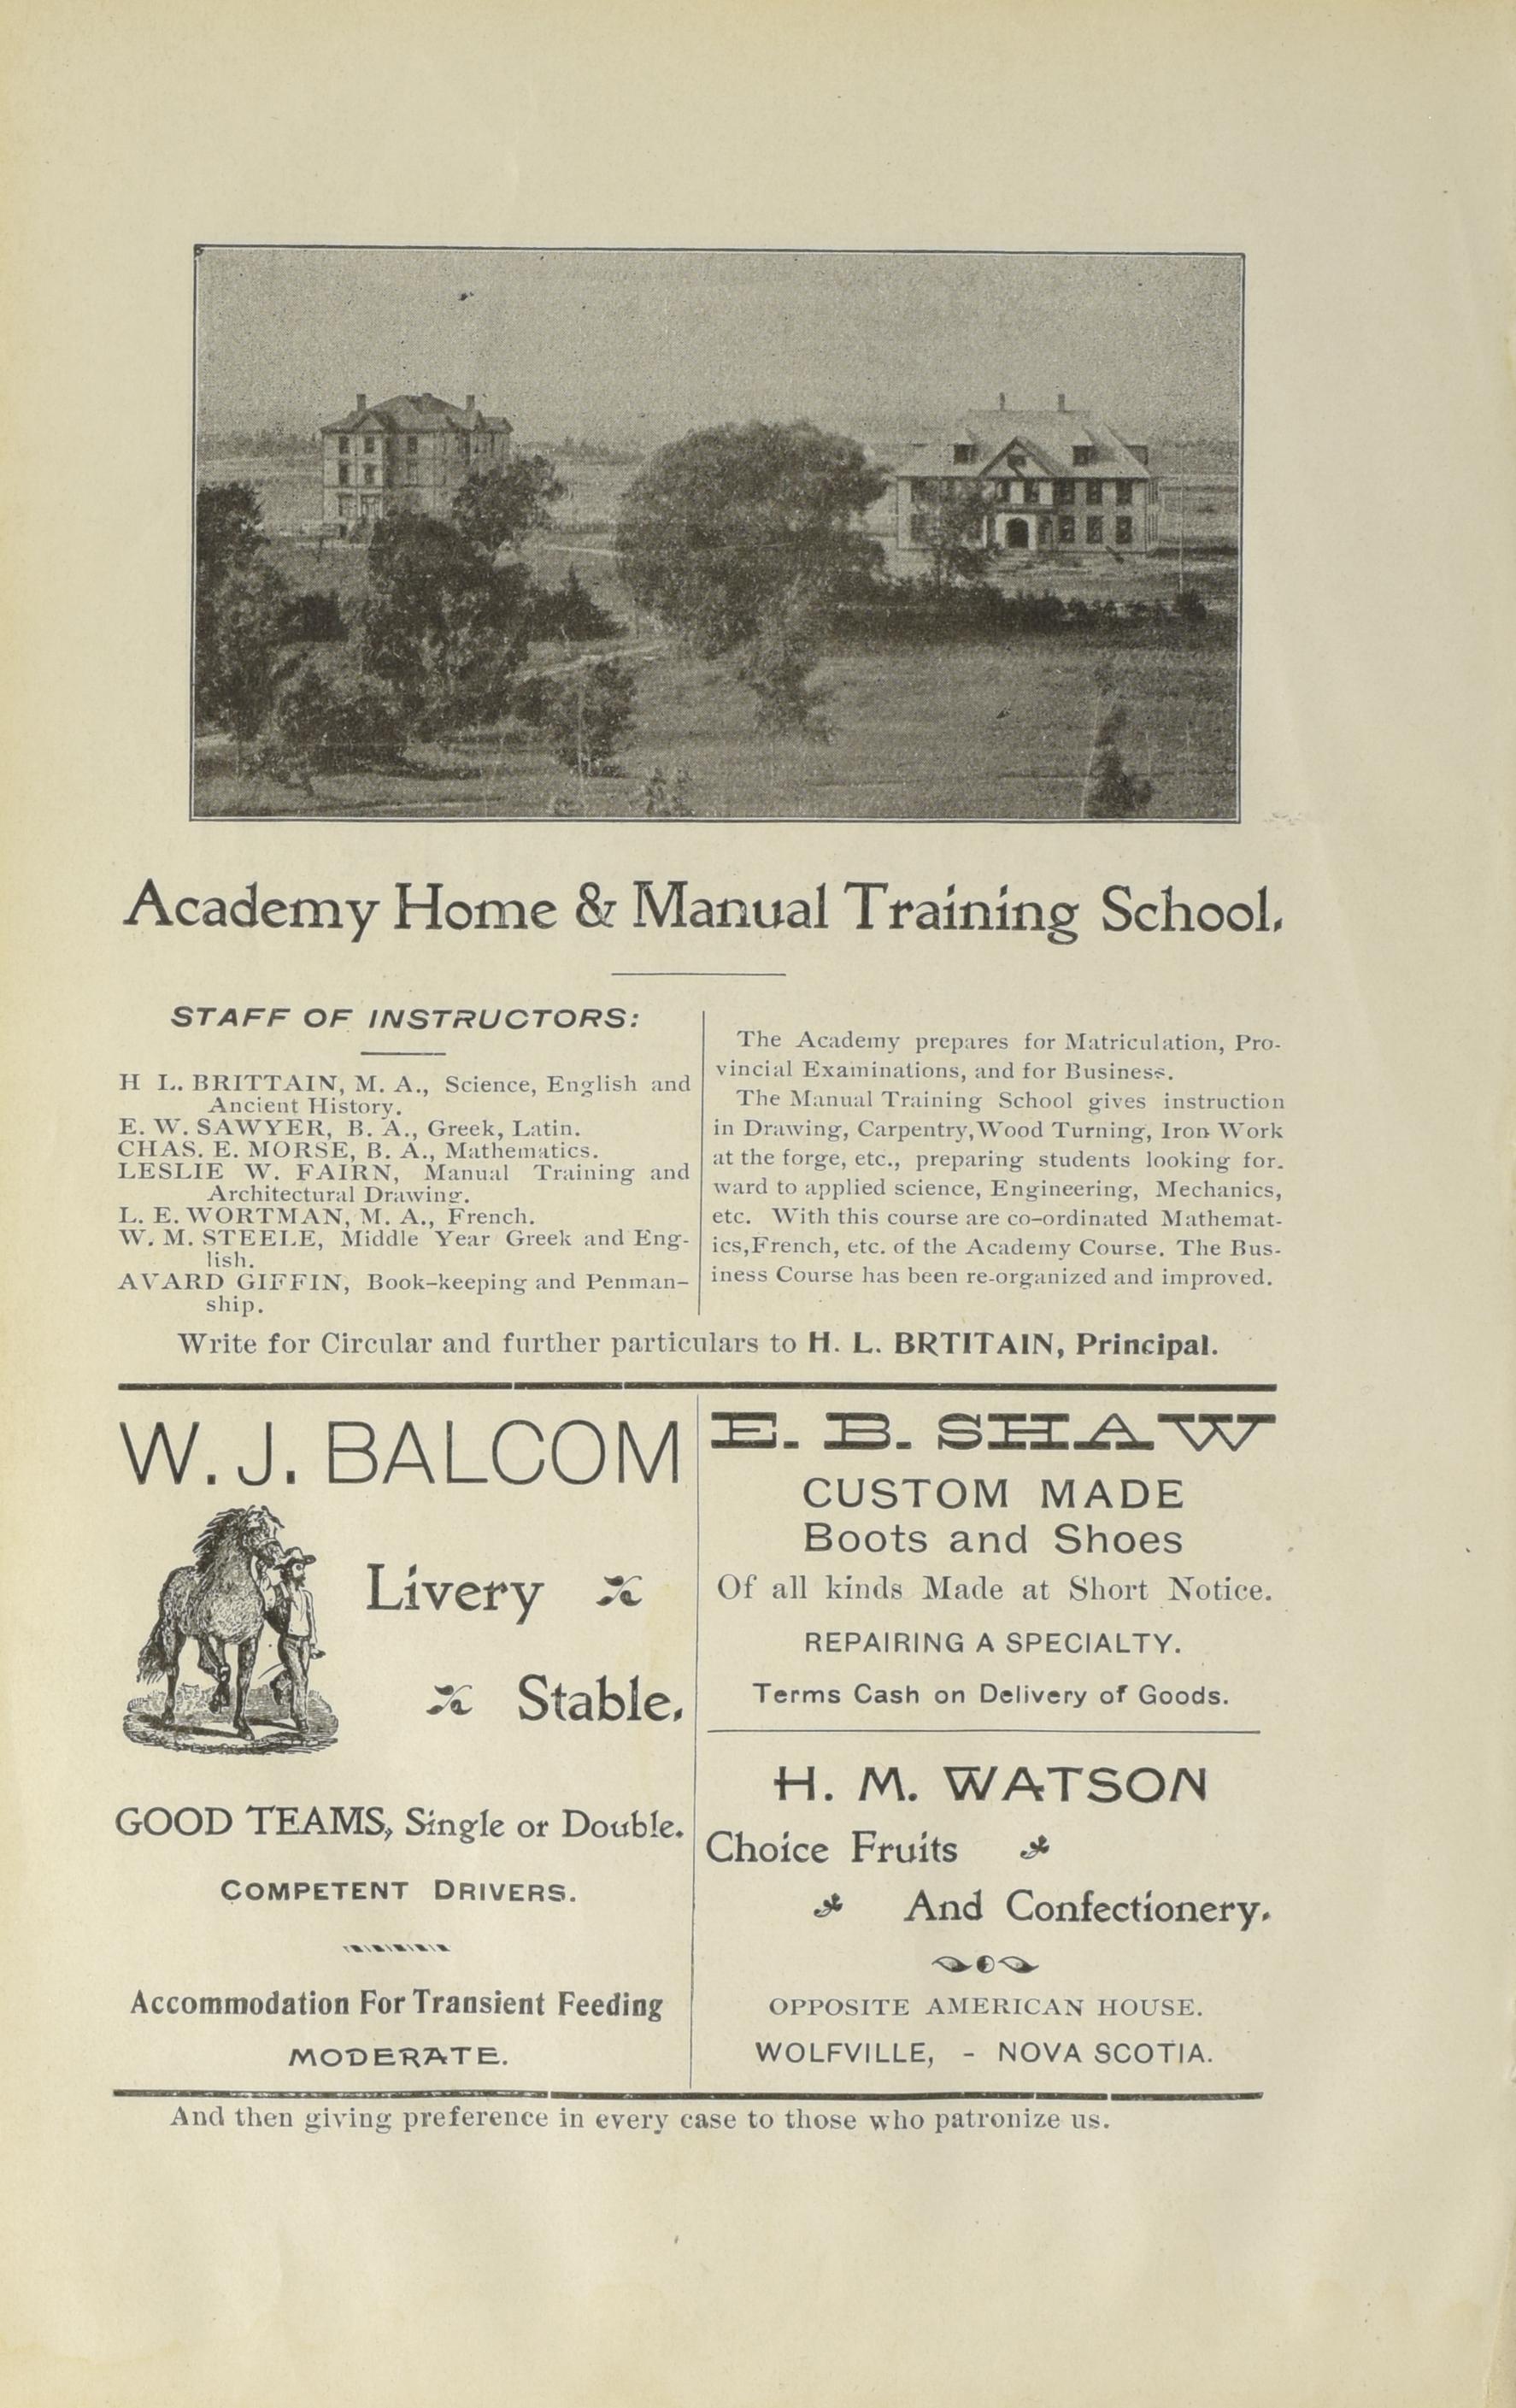 Academy Home & Manual Training School.
STAFF OF INSTRUCTORS:
H L. BRITTAIN, M. A., Science, English and
Ancient History.
E. W. SAWYER, B. A., Greek, Latin.
CHAS. E. MORSE, B. A., Mathematics.
LESLIE W. FAIRN, Manual Training and
Architectural Drawing.
L. E. WORTMAN, M. A., French.
W. M. STEELE, Middle Year Greek and Eng-
lish.
AVARD GIFFIN, Book-keeping and Penman-
ship.
The Academy prepares for Matriculation, Pro-
vincial Examinations, and for Business.
The Manual Training School gives instruction
in Drawing, Carpentry, Wood Turning, Iron Work
at the forge, etc., preparing students looking for-
ward to applied science, Engineering, Mechanics,
etc. With this course are co-ordinated Mathemat-
ics, French, etc. of the Academy Course. The Bus-
iness Course has been re-organized and improved.
Write for Circular and further particulars to H. L. BRTITAIN, Principal.
W. J. BALCOM
Livery
Stable.
GOOD TEAMS, Single or Double.
COMPETENT DRIVERS.
Accommodation For Transient Feeding
MODERATE.
E. B. SHAW
CUSTOM MADE
Boots and Shoes
Of all kinds Made at Short Notice.
REPAIRING A SPECIALTY.
Terms Cash on Delivery of Goods.
H. M. WATSON
Choice Fruits
And Confectionery.
OPPOSITE AMERICAN HOUSE.
WOLFVILLE, - NOVA SCOTIA.
And then giving preference in every case to those who patronize us.